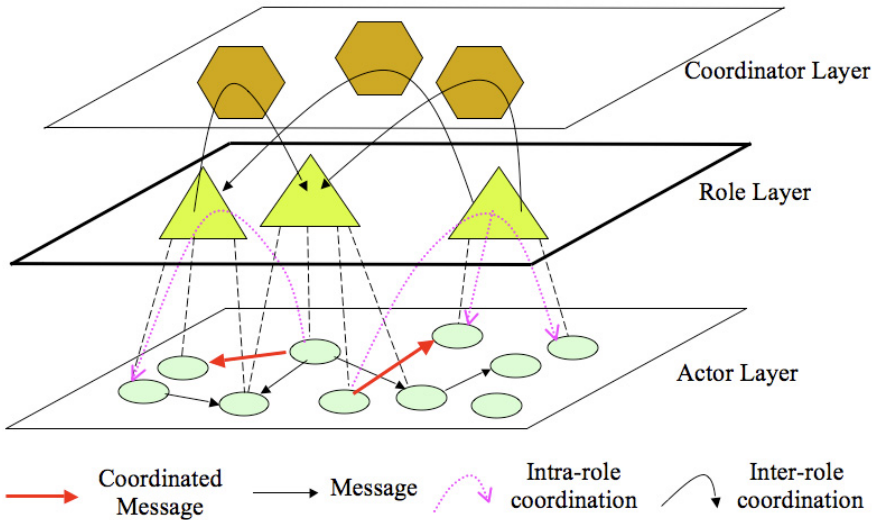 Coordinator Layer
Role Layer
Actor Layer
Coordinated
Message
Message
Intra-role
coordination
Inter-role
coordination